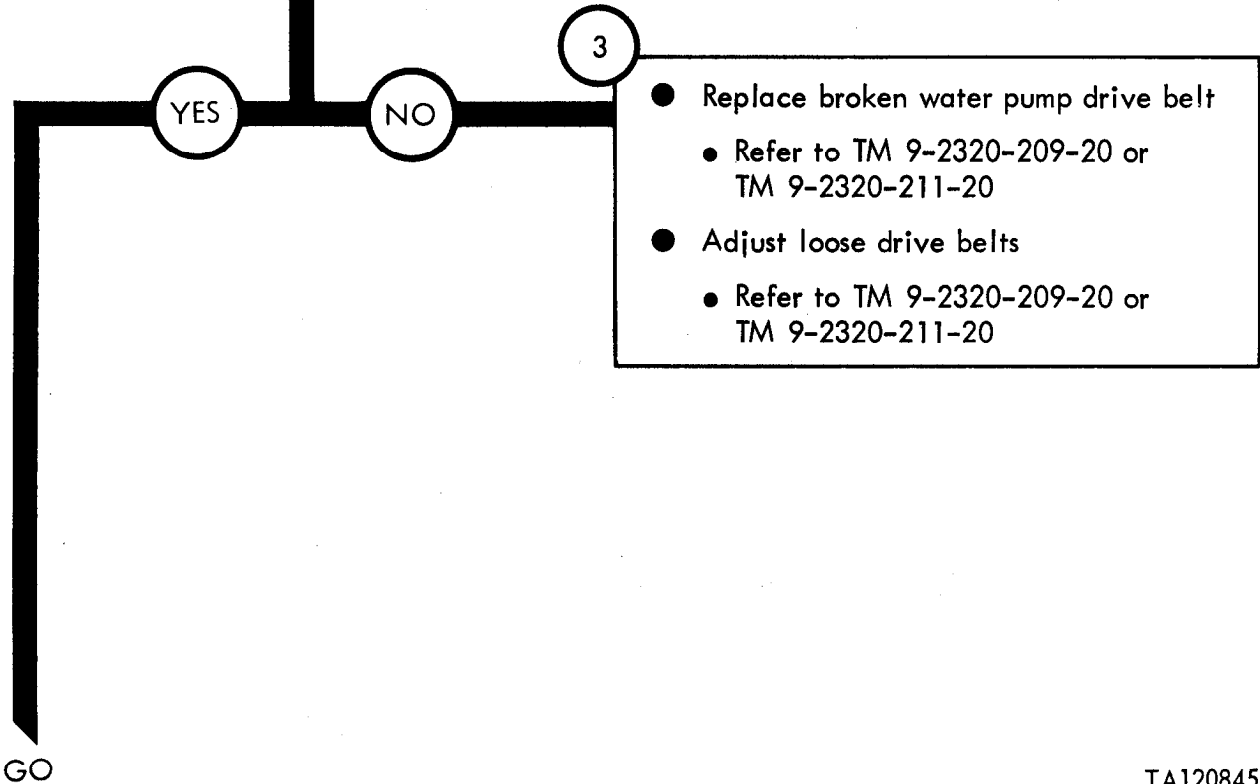 3
YES
NO
● Replace broken water pump drive belt
● Refer to TM 9-2320-209-20 or
TM 9-2320-211-20
● Adjust loose drive belts
● Refer to TM 9-2320-209-20 or
TM 9-2320-211-20
GO
TA120845